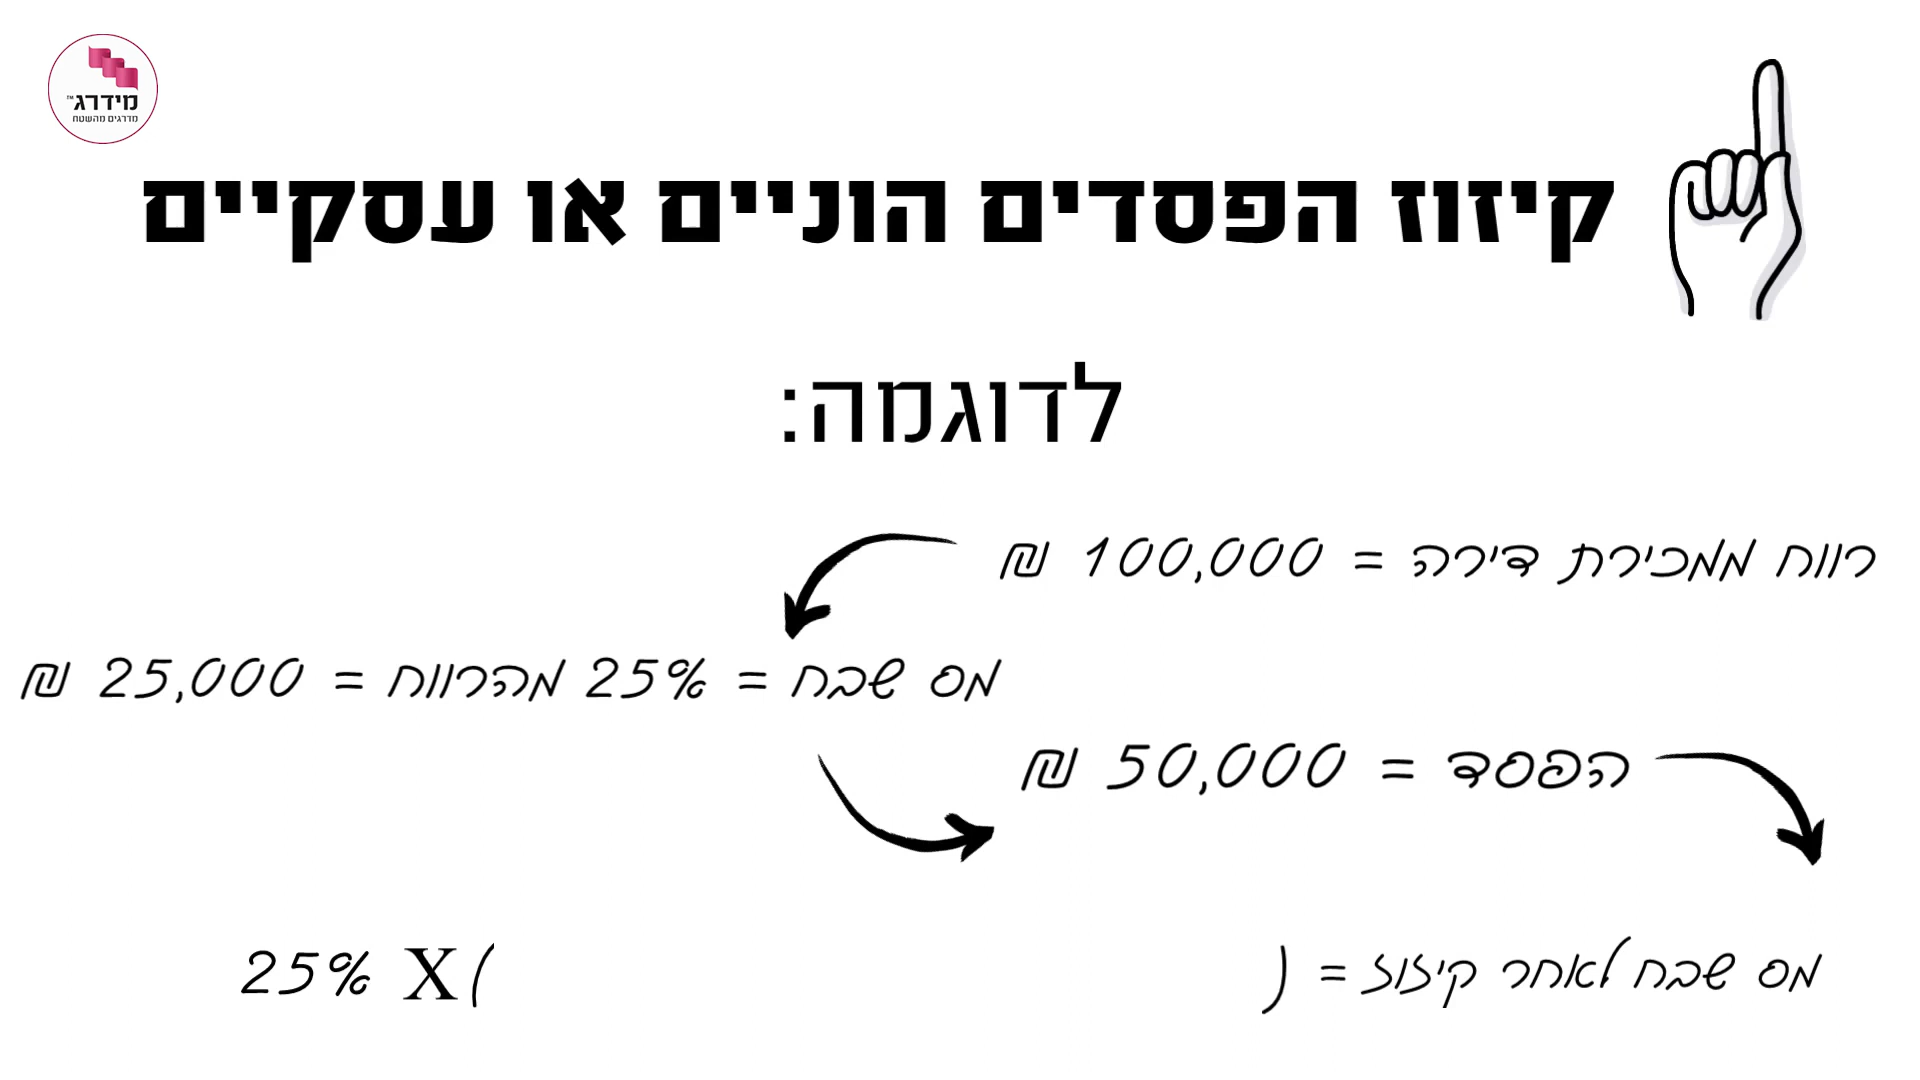 מידרג™
מדרגים מהשטח
קיזוז הפסדים הוניים או עסקיים
לדוגמה:
רווח ממכירת דירה = 100,000 ₪
מס שבח = 25% מהרווח = 25,000 ₪
הפסד = 50,000 ₪
מס שבח לאחר קיזוז = ( ) X 25%